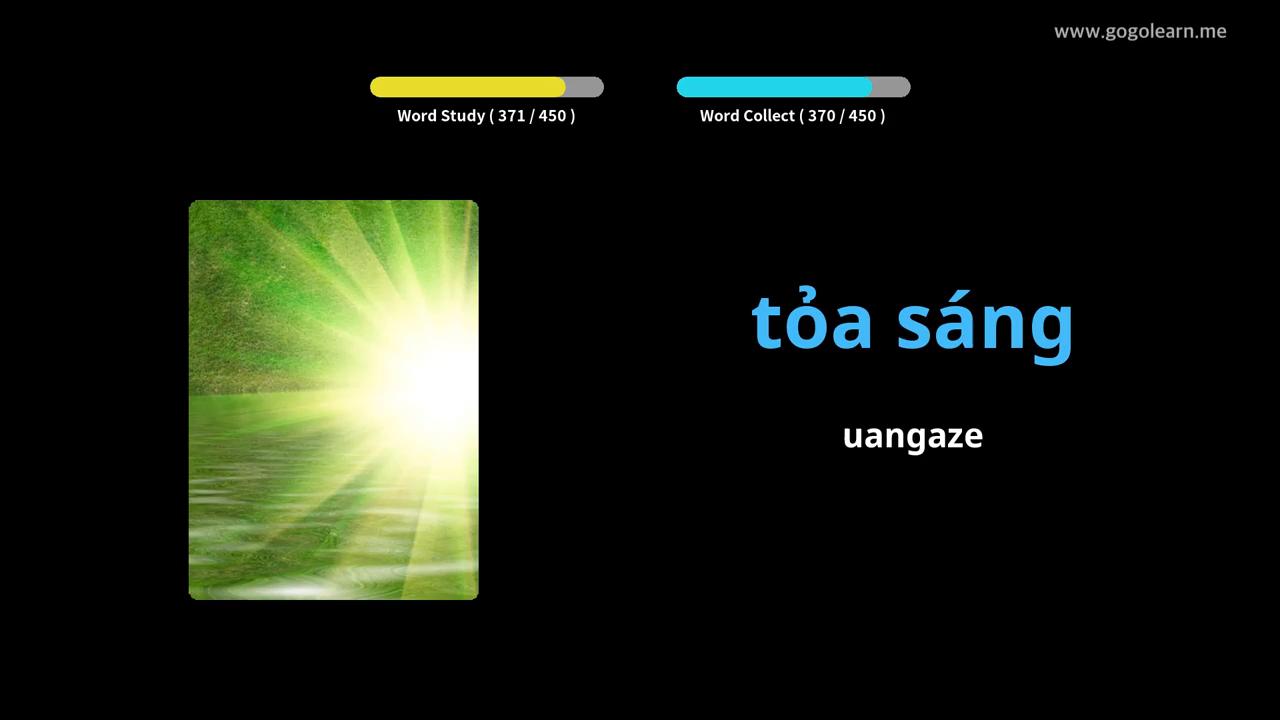 www.gogolearn.me
Word Study ( 371 / 450 )
Word Collect ( 370 / 450 )
tỏa sáng
uangaze